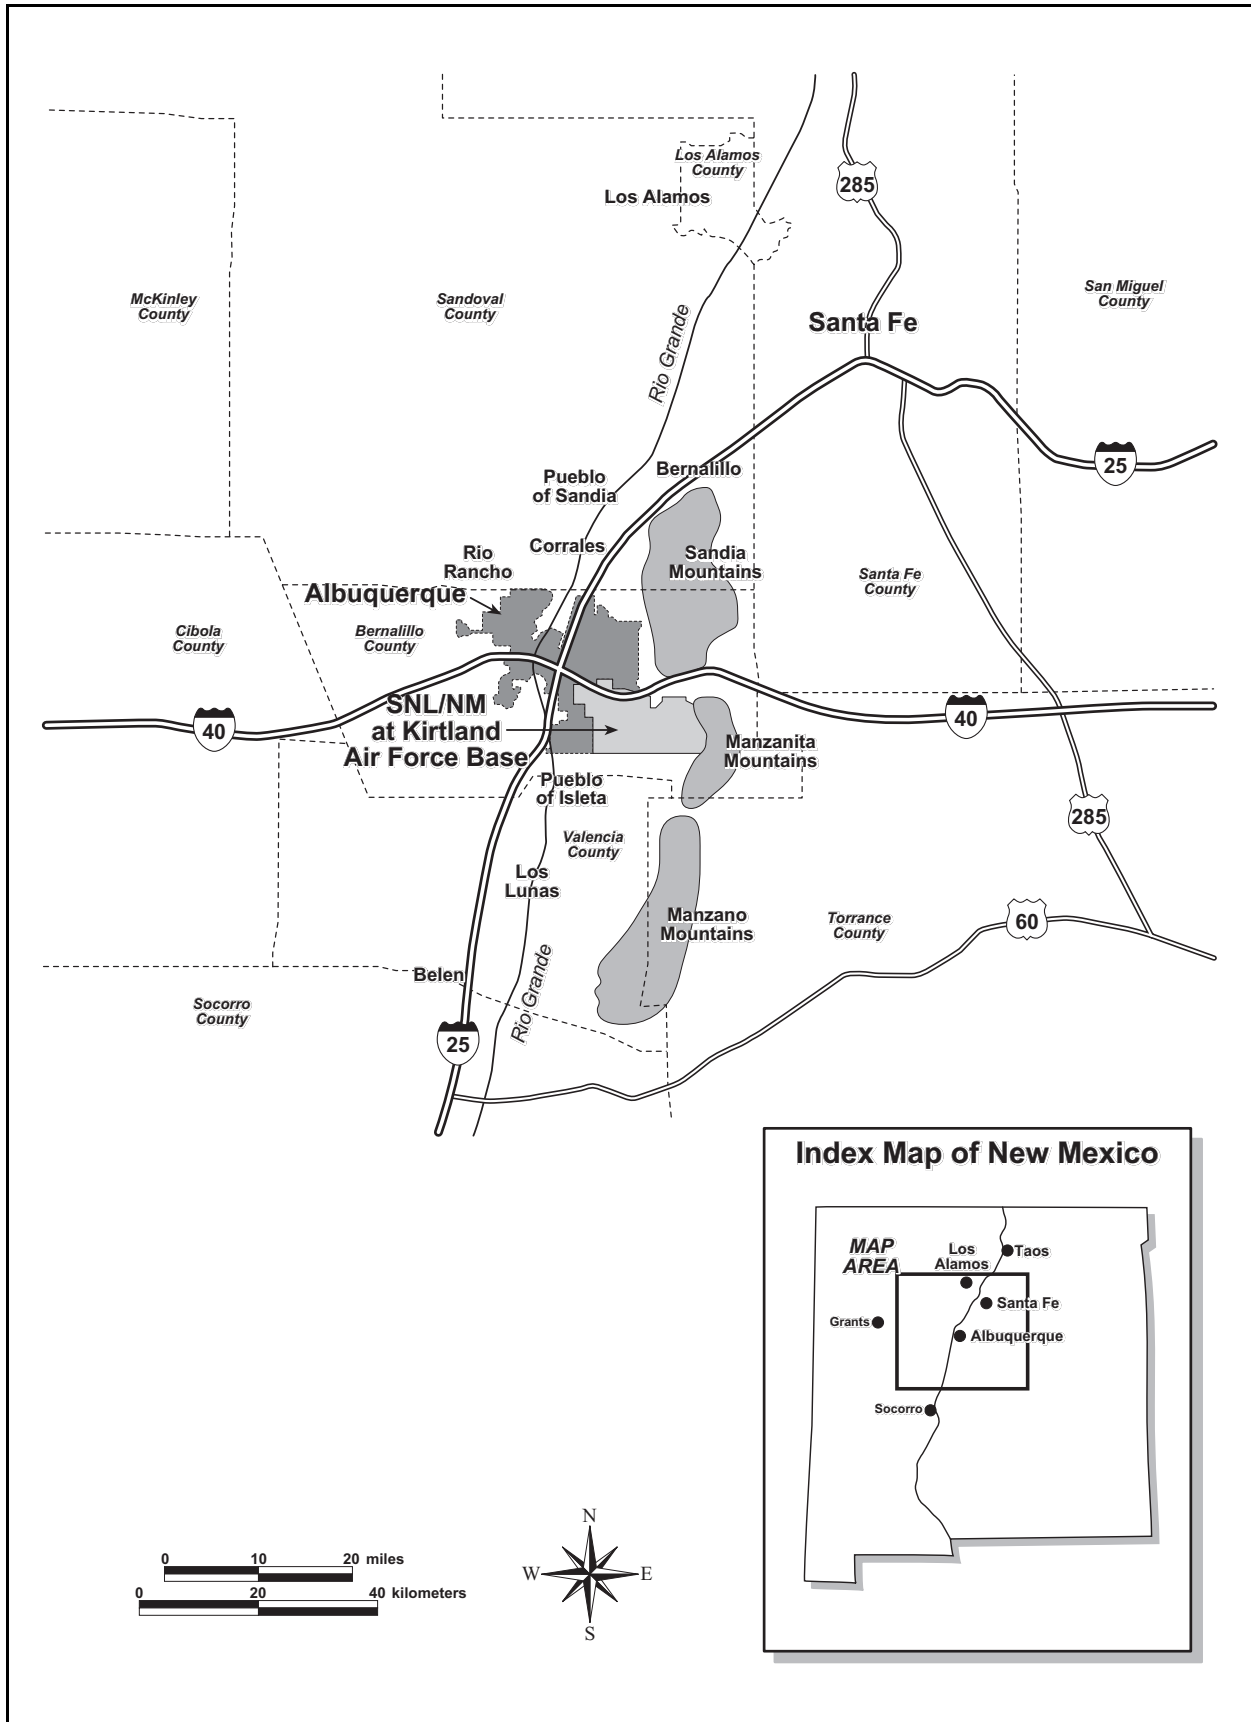 Los Alamos
County
Los Alamos
285
McKinley
County
Sandoval
County
San Miguel
County
Santa Fe
Rio Grande
25
Bernalillo
Pueblo
of Sandia
Corrales
Rio
Rancho
Sandia
Mountains
Santa Fe
County
Albuquerque
Cibola
County
Bernalillo
County
SNL/NM
at Kirtland
Air Force Base
40
40
Manzanita
Mountains
Pueblo
of Isleta
285
Valencia
County
Los
Lunas
Manzano
Mountains
Torrance
County
60
Belen
Rio Grande
Socorro
County
25
Index Map of New Mexico
MAP
AREA
Los
Alamos
Taos
Santa Fe
Grants
Albuquerque
Socorro
0 10 20 miles
0 20 40 kilometers
N
W E
S